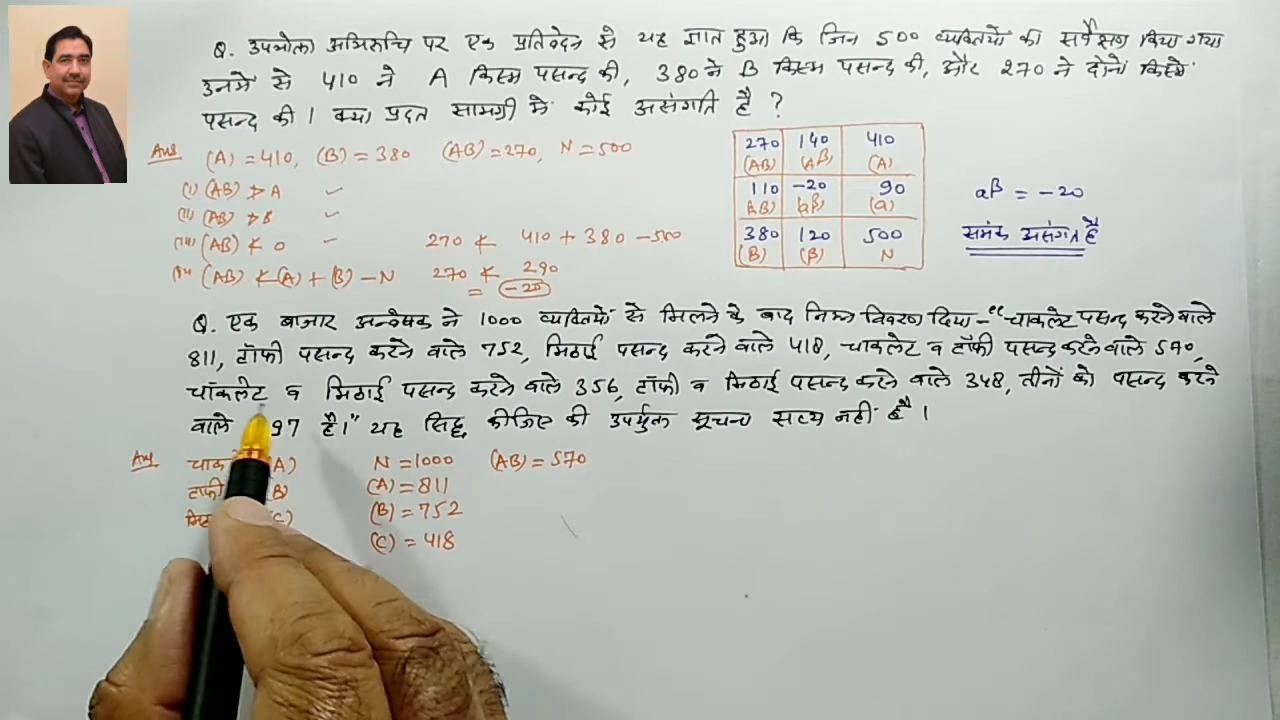 Q. उपभोक्ता अभिरुचि पर एक प्रतिवेदन से यह ज्ञात हुआ कि जिन 500 व्यक्तियों का सर्वेक्षण किया गया
उनमें से 410 ने A किस्म पसन्द की, 380 ने B किस्म पसन्द की, और 270 ने दोनों किस्में
पसन्द की । क्या प्रदत्त सामग्री में कोई असंगति है ?
Ans (A) = 410, (B) = 380 (AB) = 270, N = 500
(i) (AB) ≯ A ✓
(ii) (AB) ≯ B ✓
(iii) (AB) ≮ 0 ✓ 270 ≮ 410 + 380 - 500
(iv) (AB) ≮ (A) + (B) - N 270 ≮ 290
= -20
270 140 410
(AB) (Aβ) (A)
110 -20 90
(αB) (αβ) (α)
380 120 500
(B) (β) N
αβ = -20
समंक असंगत है
Q. एक बाजार अन्वेषक ने 1000 व्यक्तियों से मिलने के बाद निम्न विवरण दिया - "चाकलेट पसन्द करने वाले
811, टॉफी पसन्द करने वाले 752, मिठाई पसन्द करने वाले 418, चाकलेट व टॉफी पसन्द करने वाले 570,
चॉकलेट व मिठाई पसन्द करने वाले 356, टॉफी व मिठाई पसन्द करने वाले 348, तीनों को पसन्द करने
वाले 97 है।" यह सिद्ध कीजिए की उपर्युक्त सूचना सत्य नहीं है ।
Ans चाक A) N = 1000 (AB) = 570
टॉफी (B) (A) = 811
(C) (B) = 752
(C) = 418